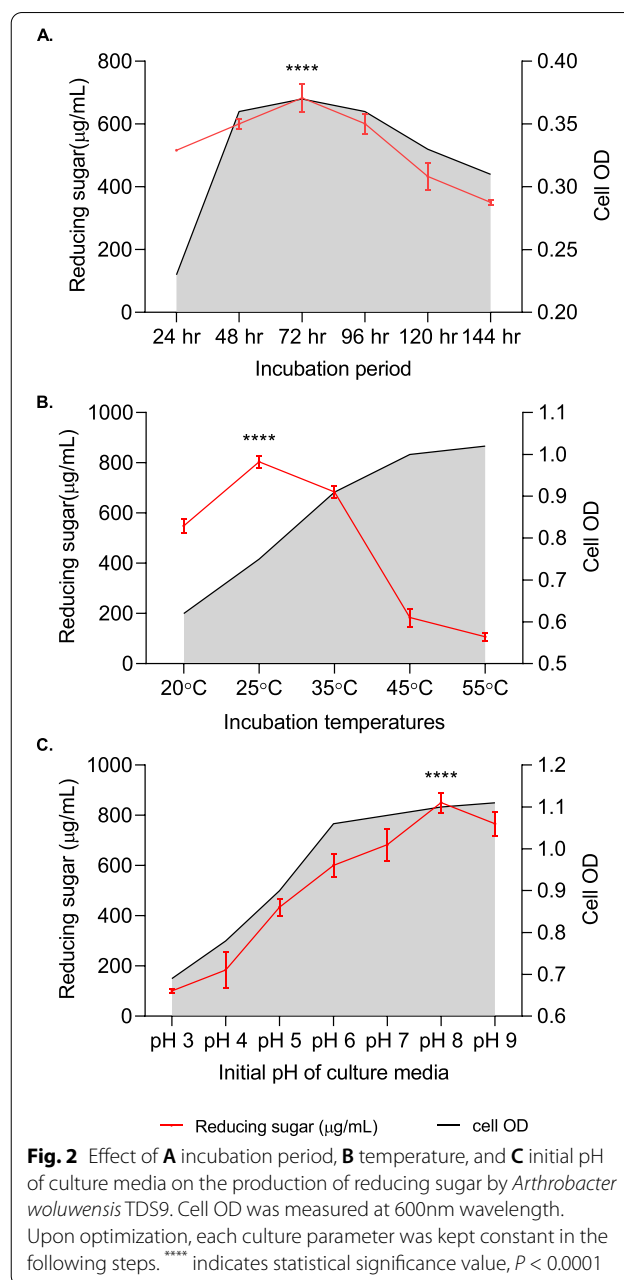 A.
****
800
600
400
200
0
Reducing sugar(μg/mL)
0.40
0.35
0.30
0.25
0.20
Cell OD
24 hr 48 hr 72 hr 96 hr 120 hr 144 hr
Incubation period
B.
****
1000
800
600
400
200
0
Reducing sugar(μg/mL)
1.1
1.0
0.9
0.8
0.7
0.6
0.5
Cell OD
20°C 25°C 35°C 45°C 55°C
Incubation temperatures
C.
****
1000
800
600
400
200
0
Reducing sugar (μg/mL)
1.2
1.1
1.0
0.9
0.8
0.7
0.6
Cell OD
pH 3 pH 4 pH 5 pH 6 pH 7 pH 8 pH 9
Initial pH of culture media
Reducing sugar (μg/mL) cell OD
Fig. 2 Effect of A incubation period, B temperature, and C initial pH
of culture media on the production of reducing sugar by Arthrobacter
woluwensis TDS9. Cell OD was measured at 600nm wavelength.
Upon optimization, each culture parameter was kept constant in the
following steps. **** indicates statistical significance value, P < 0.0001